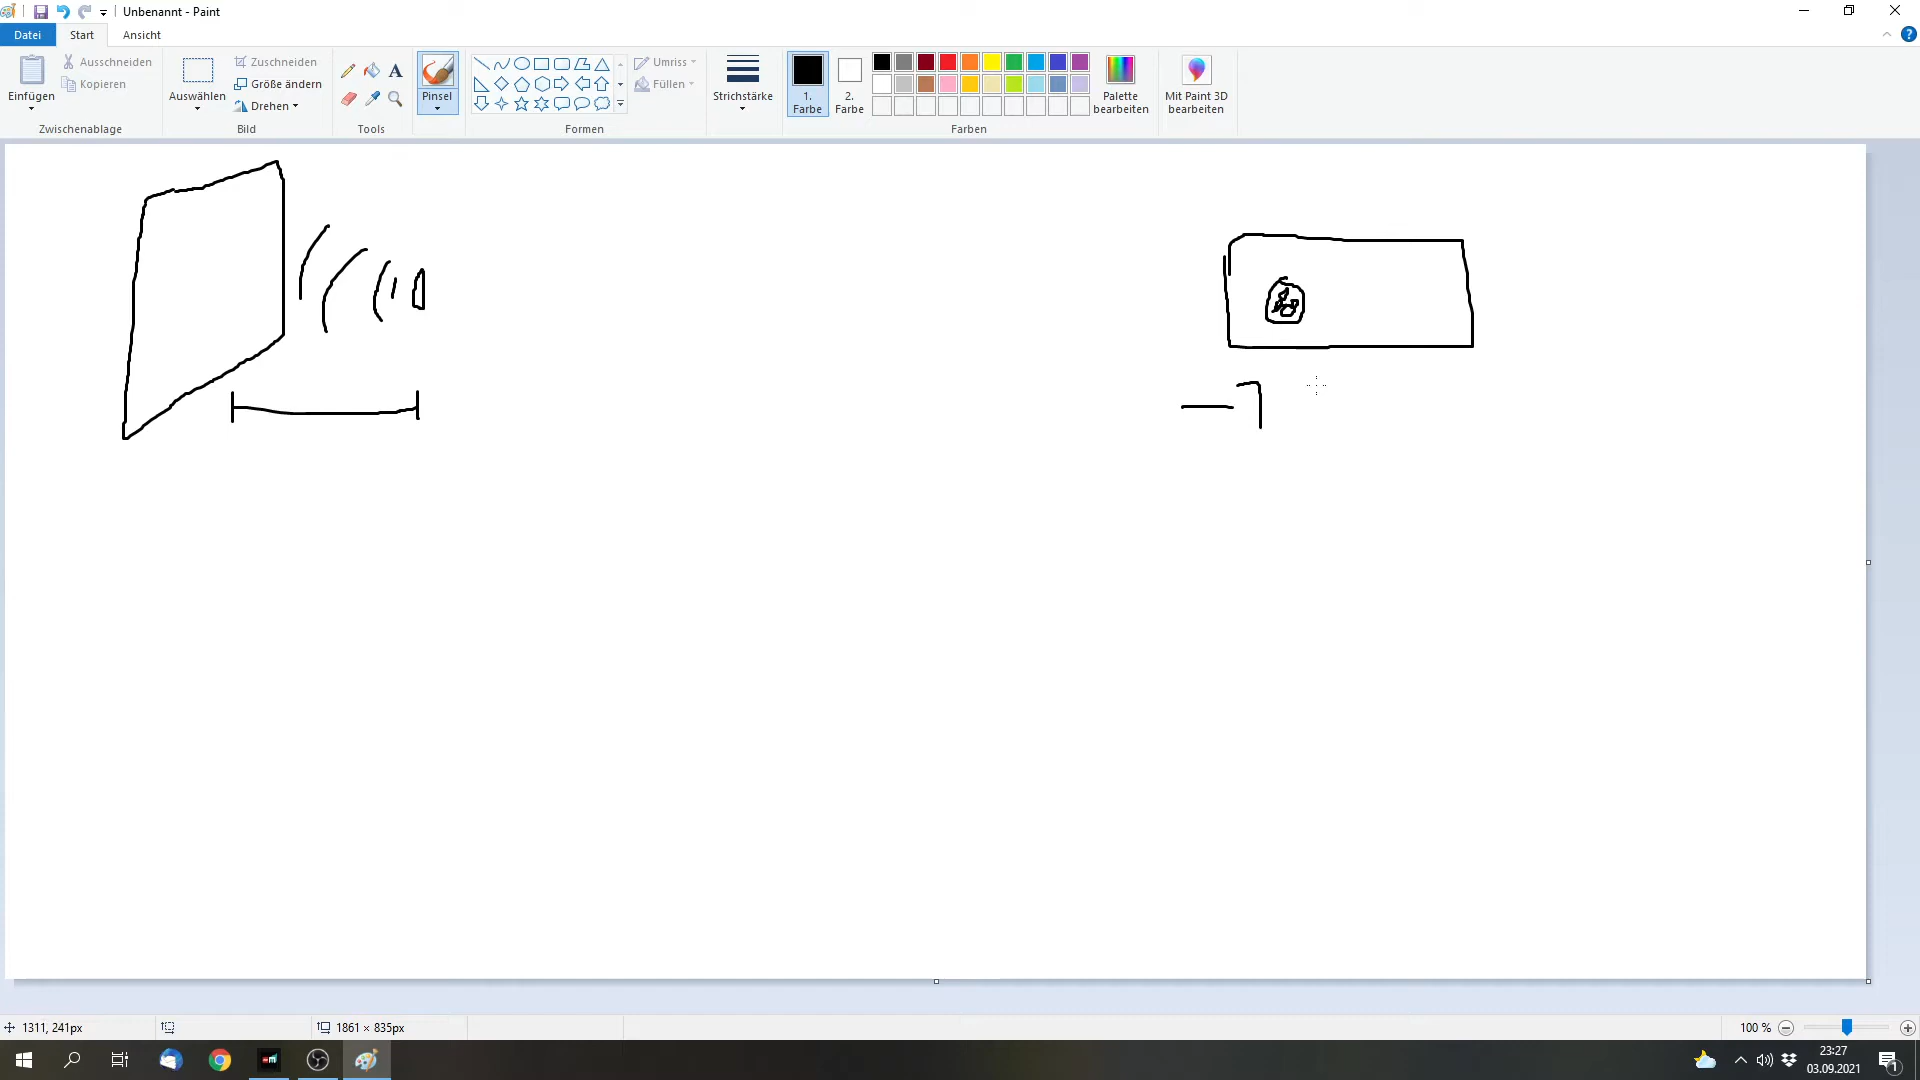 Unbenannt - Paint
Datei Start Ansicht
Einfügen
Ausschneiden
Kopieren
Zwischenablage
Auswählen
Zuschneiden
Größe ändern
Drehen
Bild
A
Tools
Pinsel
Formen
Umriss
Füllen
Strichstärke
1. Farbe
2. Farbe
Palette bearbeiten
Farben
Mit Paint 3D bearbeiten
?
1311, 241px
1861 × 835px
100 %
23:27
03.09.2021
1